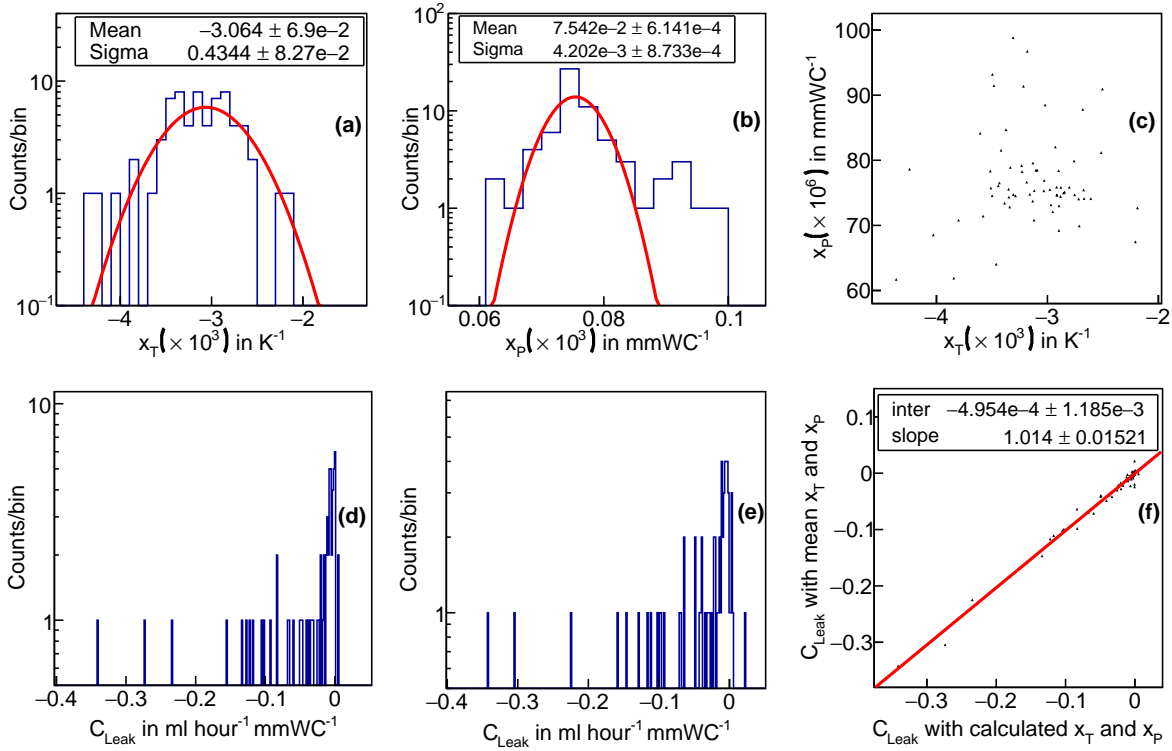 Mean −3.064 ± 6.9e−2
Sigma 0.4344 ± 8.27e−2
(a)
Counts/bin
10
1
10⁻¹
−4 −3 −2
x_T (× 10³) in K⁻¹
Mean 7.542e−2 ± 6.141e−4
Sigma 4.202e−3 ± 8.733e−4
(b)
Counts/bin
10²
10
1
10⁻¹
0.06 0.08 0.1
x_P (× 10³) in mmWC⁻¹
(c)
x_P (× 10⁶) in mmWC⁻¹
100
90
80
70
60
−4 −3 −2
x_T (× 10³) in K⁻¹
(d)
Counts/bin
10
1
−0.4 −0.3 −0.2 −0.1 0
C_Leak in ml hour⁻¹ mmWC⁻¹
(e)
Counts/bin
1
−0.4 −0.3 −0.2 −0.1 0
C_Leak in ml hour⁻¹ mmWC⁻¹
inter −4.954e−4 ± 1.185e−3
slope 1.014 ± 0.01521
(f)
C_Leak with mean x_T and x_P
0.1
0
−0.1
−0.2
−0.3
−0.3 −0.2 −0.1 0
C_Leak with calculated x_T and x_P